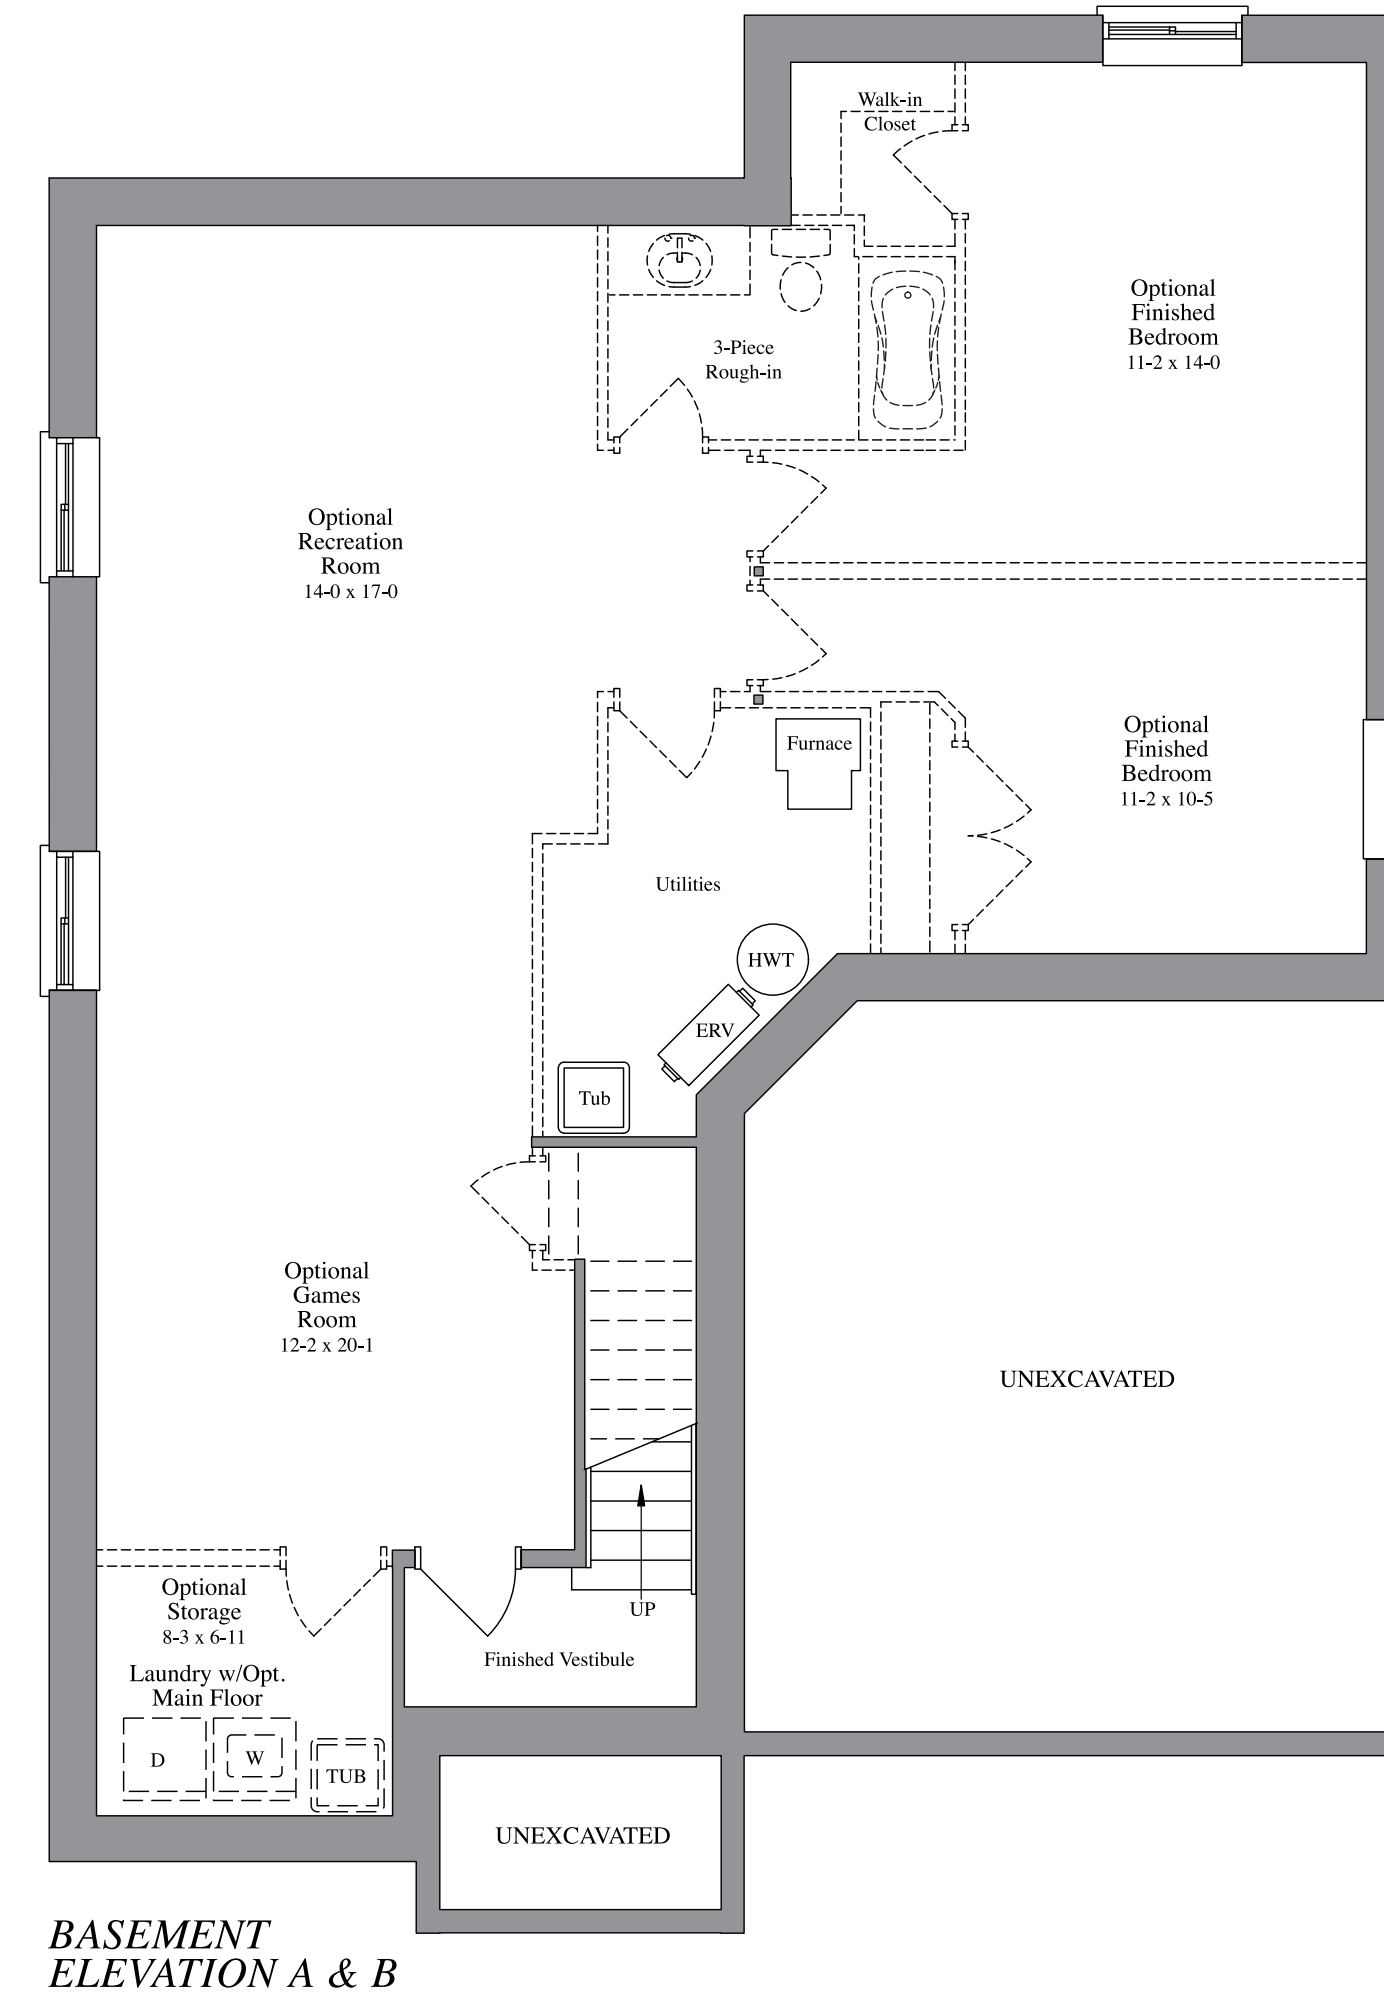 Walk-in
Closet
Optional
Finished
Bedroom
11-2 x 14-0
3-Piece
Rough-in
Optional
Recreation
Room
14-0 x 17-0
Optional
Finished
Bedroom
11-2 x 10-5
Furnace
Utilities
HWT
ERV
Tub
Optional
Games
Room
12-2 x 20-1
UNEXCAVATED
Optional
Storage
8-3 x 6-11
UP
Finished Vestibule
Laundry w/Opt.
Main Floor
D
W
TUB
UNEXCAVATED
BASEMENT
ELEVATION A & B